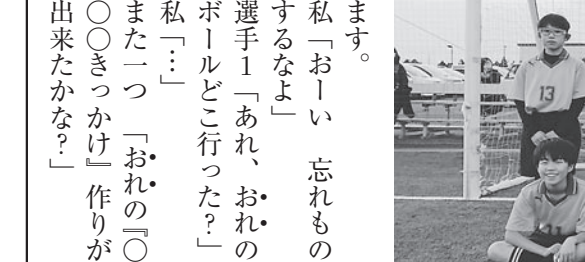 ます。
私「おーい　忘れもの
するなよ」
選手1「あれ、おれの
ボールどこ行った?」
私「…」
また一つ　「おれの『○
○○きっかけ』作りが
出来たかな?」
13